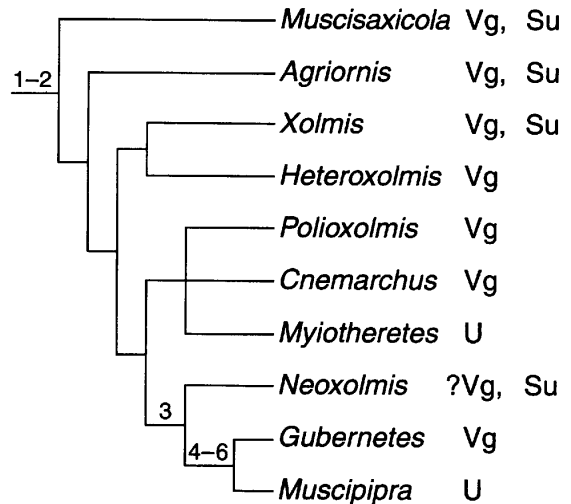 Muscisaxicola Vg, Su
1–2
Agriornis Vg, Su
Xolmis Vg, Su
Heteroxolmis Vg
Polioxolmis Vg
Cnemarchus Vg
Myiotheretes U
Neoxolmis ?Vg, Su
3
Gubernetes Vg
4–6
Muscipipra U